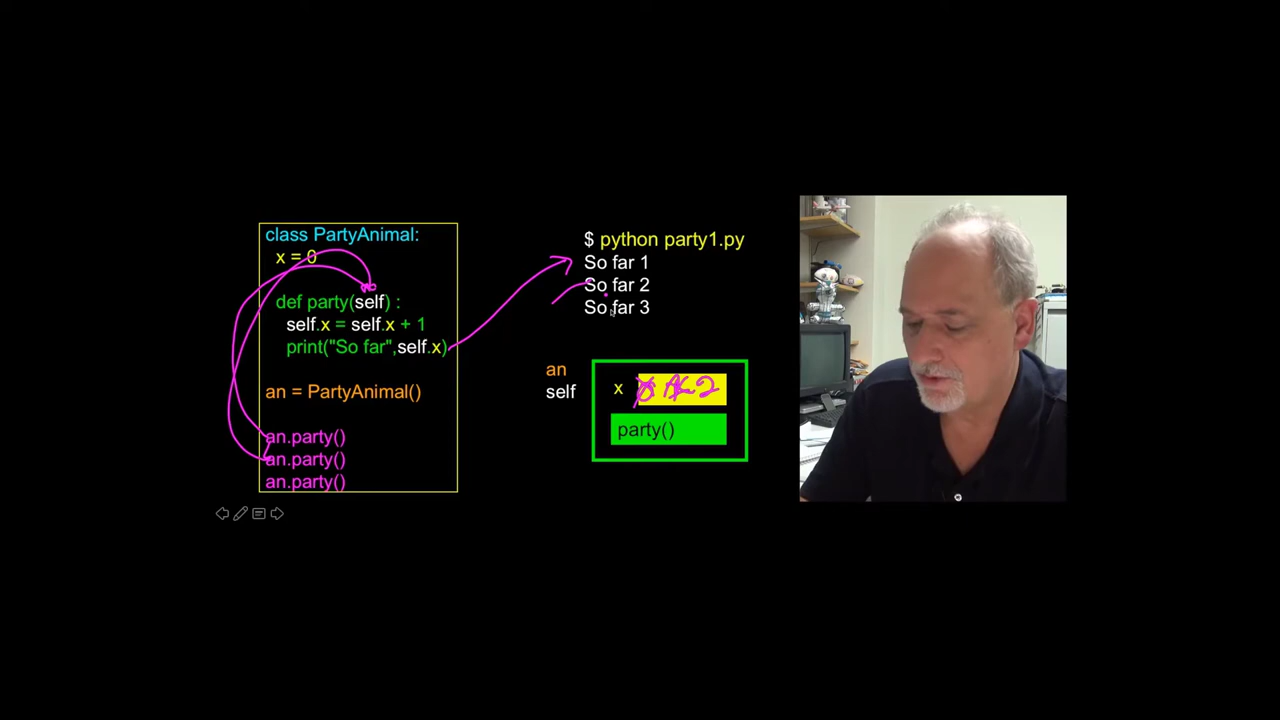 class PartyAnimal:
x = 0
def party(self) :
self.x = self.x + 1
print("So far",self.x)
an = PartyAnimal()
an.party()
an.party()
an.party()
$ python party1.py
So far 1
So far 2
So far 3
an
self
x 2
party()